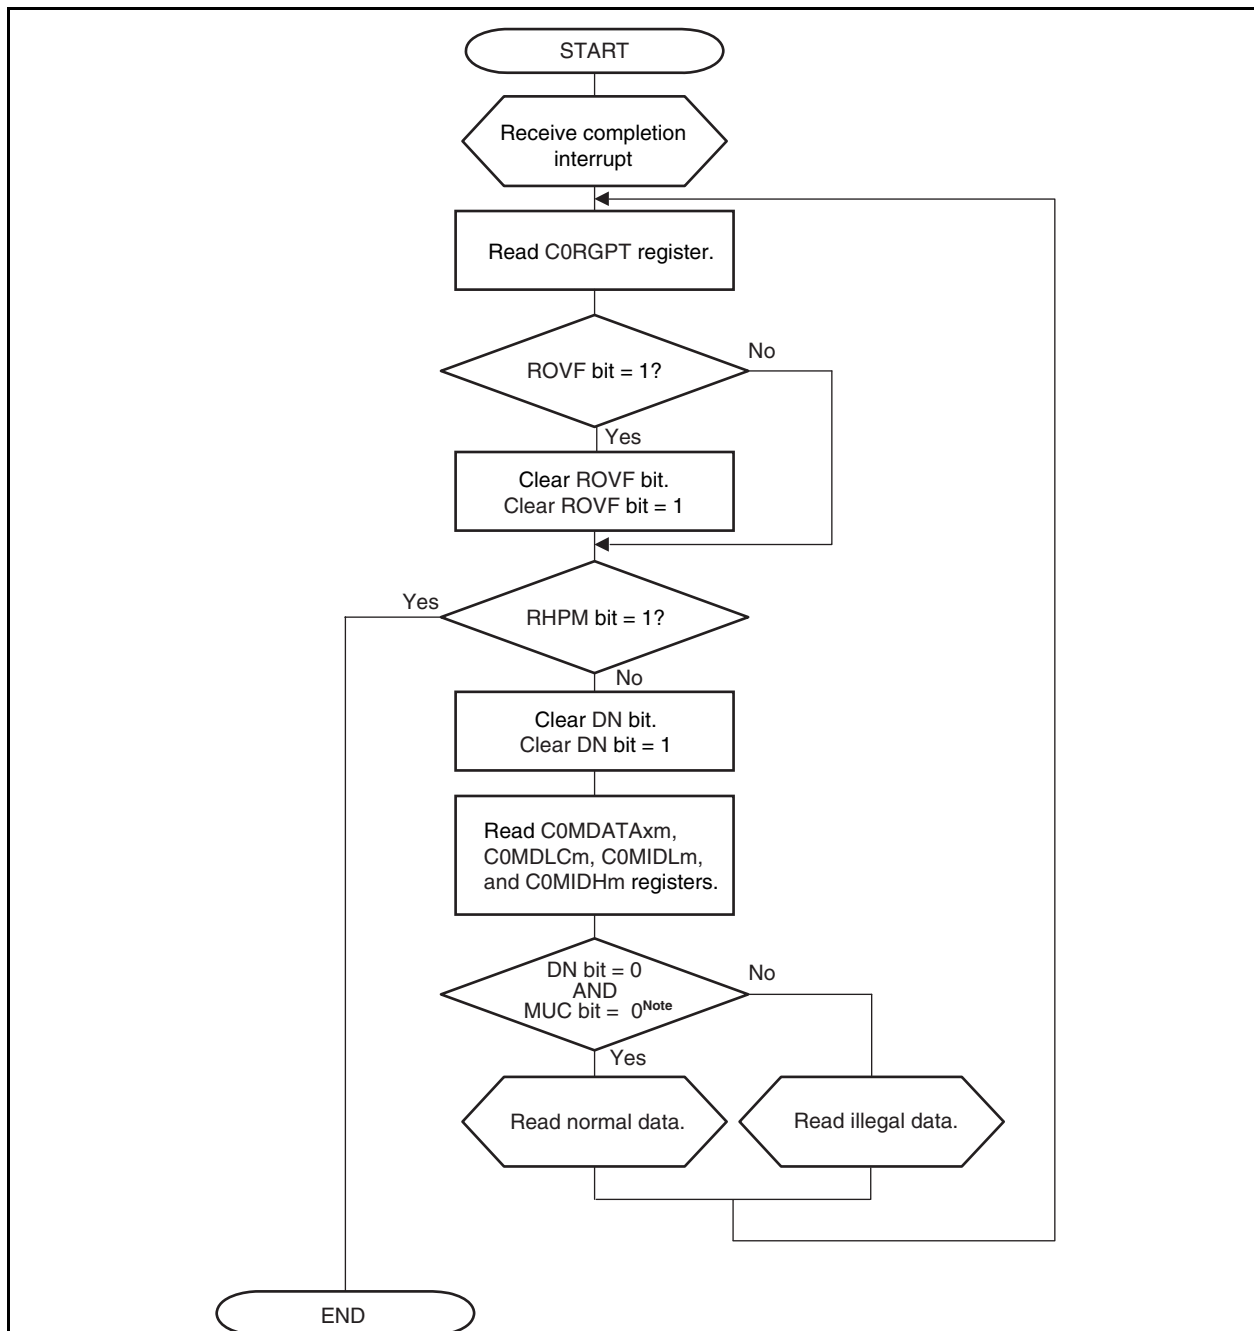 START
Receive completion
interrupt
Read C0RGPT register.
ROVF bit = 1?
No
Yes
Clear ROVF bit.
Clear ROVF bit = 1
Yes
RHPM bit = 1?
No
Clear DN bit.
Clear DN bit = 1
Read C0MDATAxm,
C0MDLCm, C0MIDLm,
and C0MIDHm registers.
DN bit = 0
AND
MUC bit = 0Note
No
Yes
Read normal data.
Read illegal data.
END